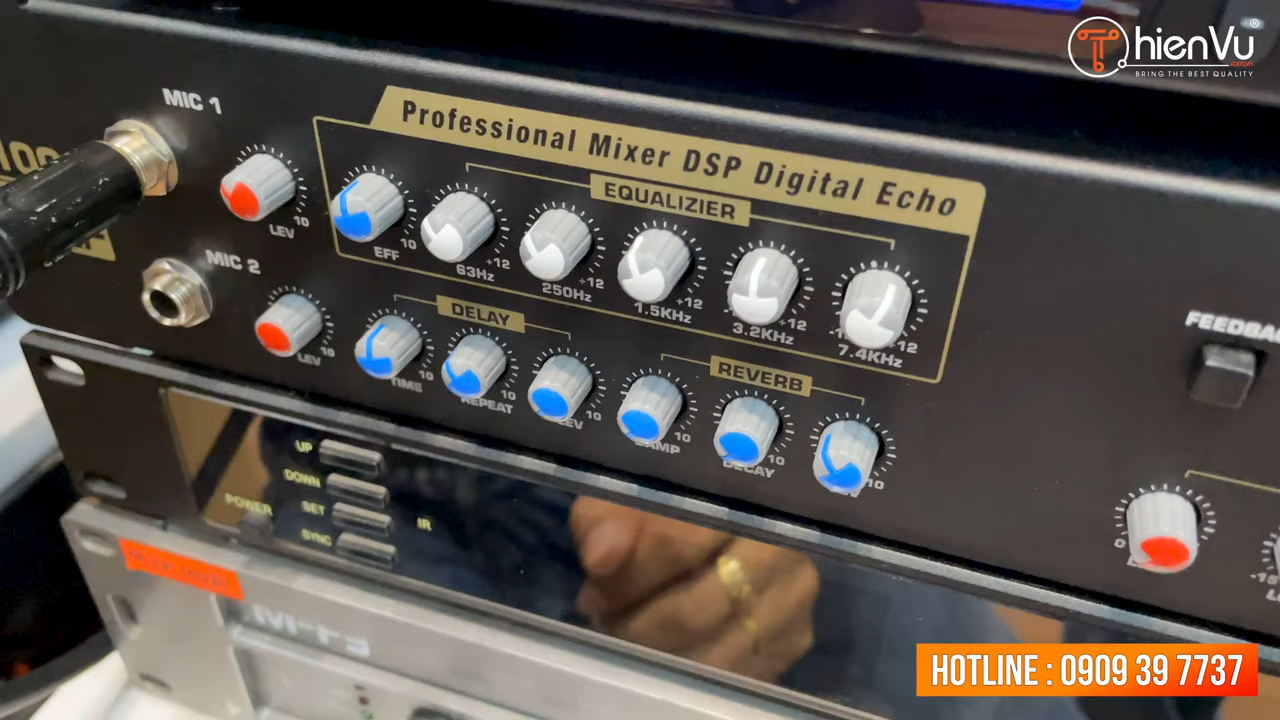 ThienVu®
.com.vn
BRING THE BEST QUALITY
MIC 1
Professional Mixer DSP Digital Echo
EQUALIZIER
10
LEV
10
EFF
+12
63Hz
+12
250Hz
+12
1.5KHz
+12
3.2KHz
12
7.4KHz
MIC 2
10
LEV
DELAY
10
TIME
10
REPEAT
10
LEV
REVERB
10
DAMP
10
DECAY
10
0
UP
DOWN
SET
SYNC
POWER
IR
HOTLINE : 0909 39 7737